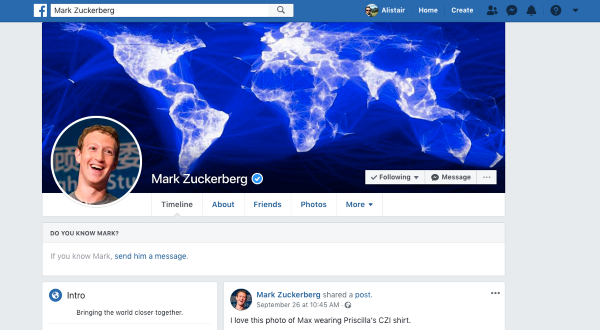 f
Mark Zuckerberg
Alistair Home Create
Mark Zuckerberg
Following
Message
Timeline About Friends Photos More
DO YOU KNOW MARK?
If you know Mark, send him a message.
Intro
Bringing the world closer together.
Mark Zuckerberg shared a post.
September 26 at 10:45 AM ·
I love this photo of Max wearing Priscilla's CZI shirt.